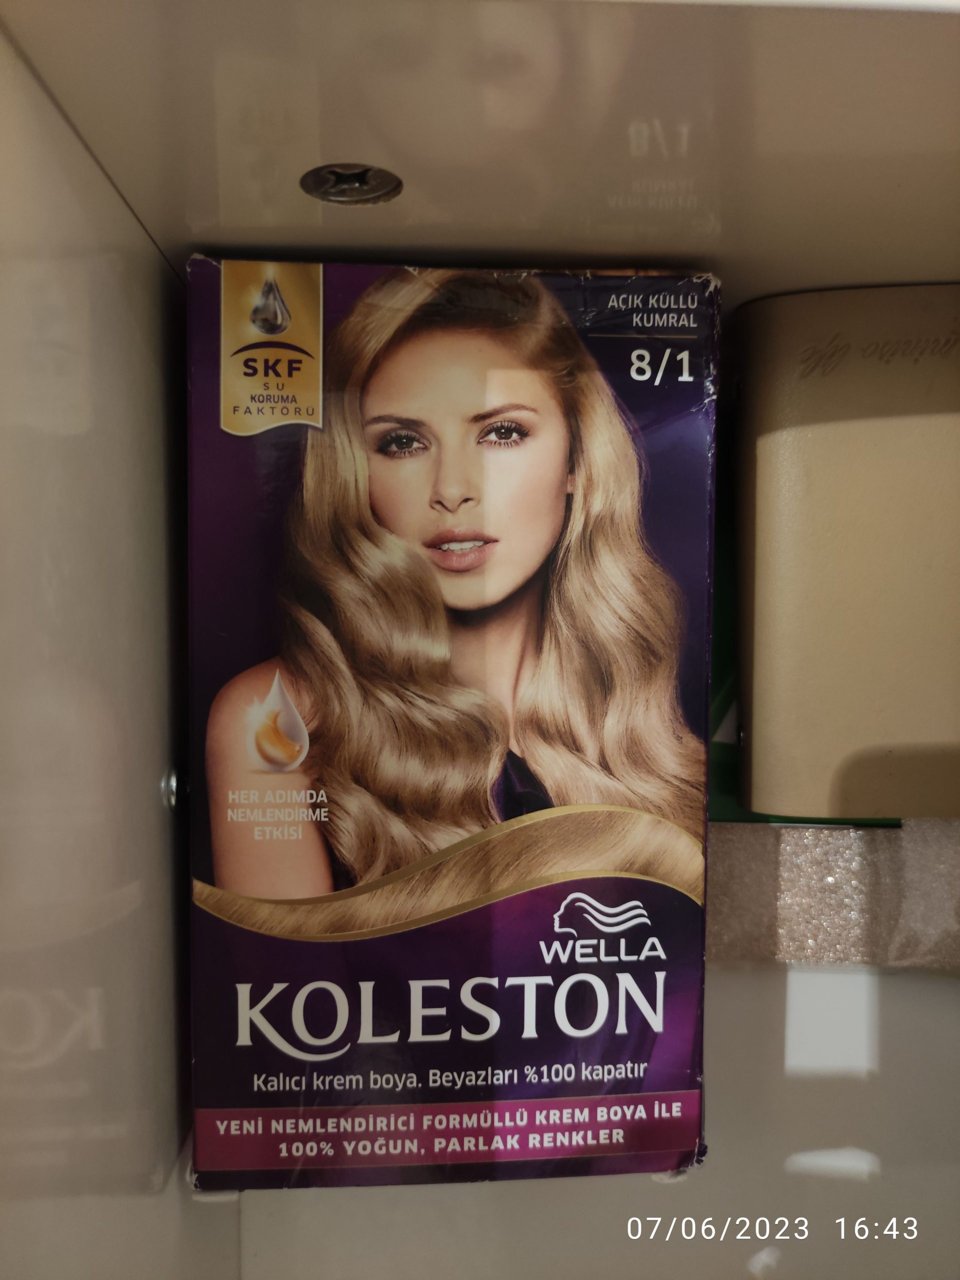 AÇIK KÜLLÜ
KUMRAL
8/1
SKF
SU
KORUMA
FAKTÖRÜ
HER ADIMDA
NEMLENDİRME
ETKİSİ
WELLA
KOLESTON
Kalıcı krem boya. Beyazları %100 kapatır
YENİ NEMLENDİRİCİ FORMÜLLÜ KREM BOYA İLE
100% YOĞUN, PARLAK RENKLER
07/06/2023 16:43